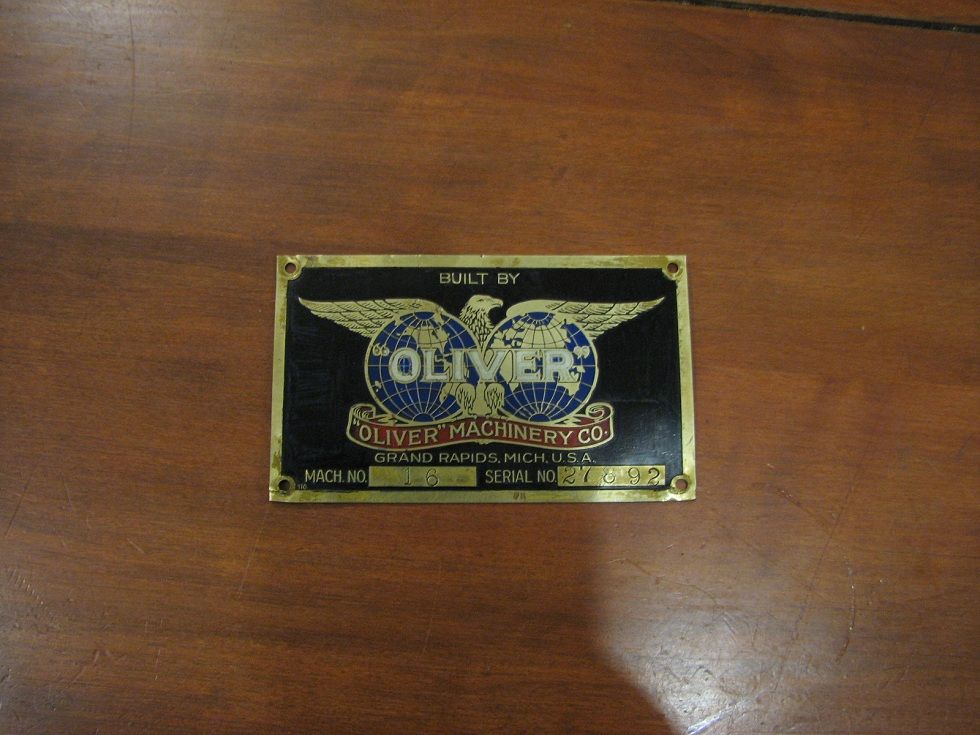 BUILT BY
"OLIVER"
"OLIVER" MACHINERY CO.
GRAND RAPIDS, MICH, U.S.A.
MACH. NO. 16 SERIAL NO. 27892